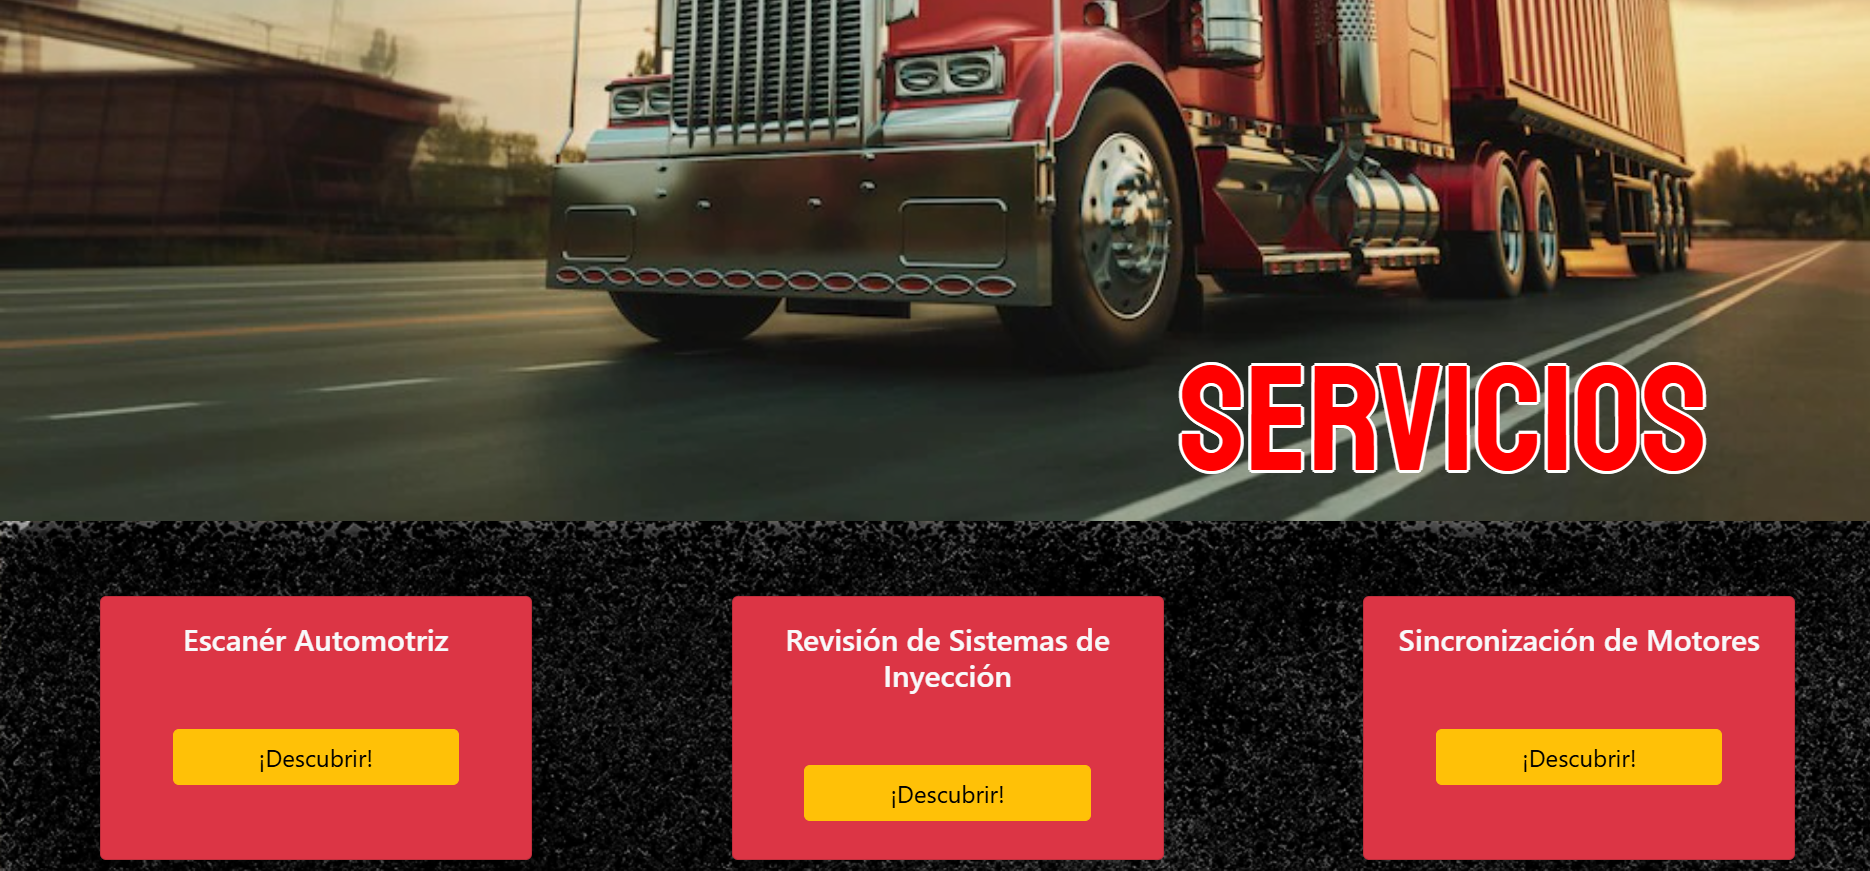 SERVICIOS
Escanér Automotriz
¡Descubrir!
Revisión de Sistemas de
Inyección
¡Descubrir!
Sincronización de Motores
¡Descubrir!